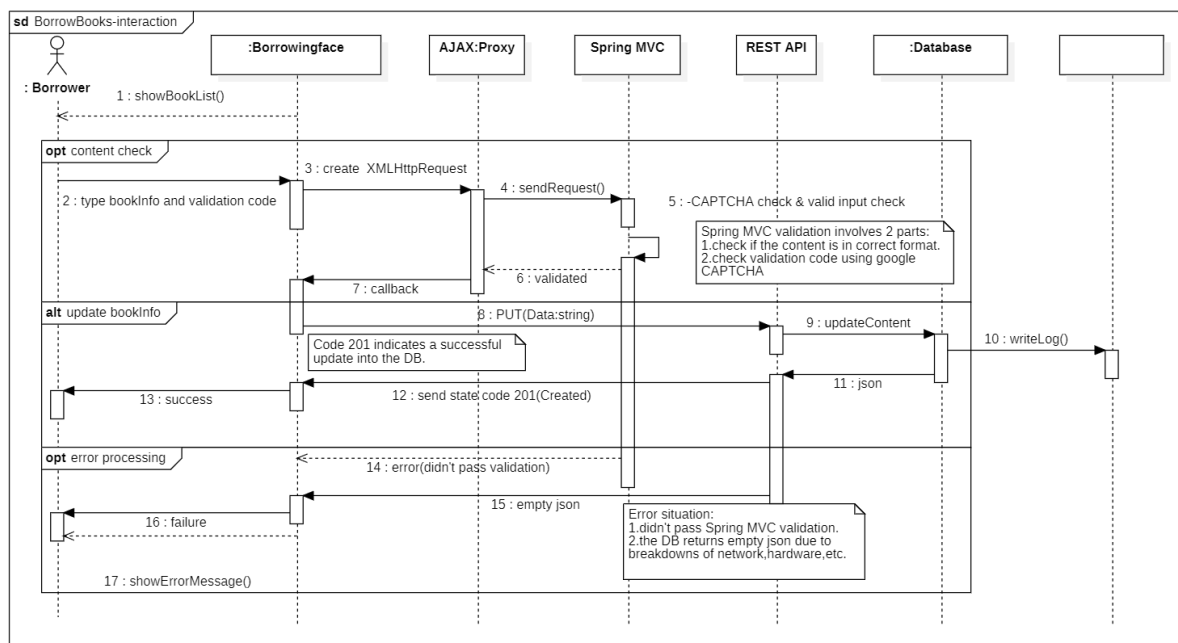 sd BorrowBooks-interaction
: Borrower
:Borrowingface
AJAX:Proxy
Spring MVC
REST API
:Database
1 : showBookList()
opt content check
2 : type bookInfo and validation code
3 : create XMLHttpRequest
4 : sendRequest()
5 : -CAPTCHA check & valid input check
Spring MVC validation involves 2 parts:
1.check if the content is in correct format.
2.check validation code using google
CAPTCHA
6 : validated
7 : callback
alt update bookInfo
8 : PUT(Data:string)
9 : updateContent
10 : writeLog()
Code 201 indicates a successful
update into the DB.
11 : json
12 : send state code 201(Created)
13 : success
opt error processing
14 : error(didn't pass validation)
15 : empty json
Error situation:
1.didn't pass Spring MVC validation.
2.the DB returns empty json due to
breakdowns of network,hardware,etc.
16 : failure
17 : showErrorMessage()